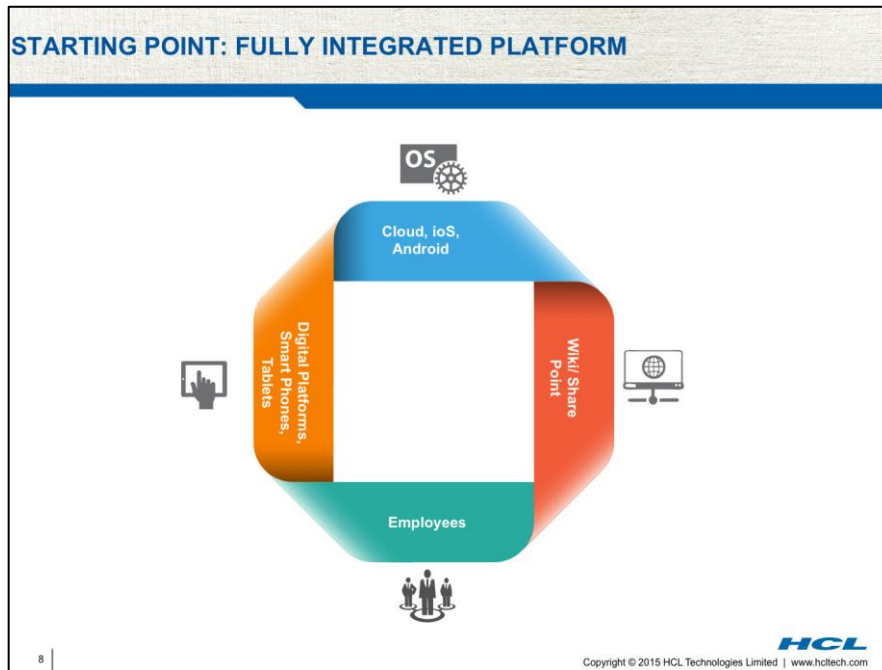 STARTING POINT: FULLY INTEGRATED PLATFORM
OS
Cloud, ioS,
Android
Digital Platforms,
Smart Phones,
Tablets
Wiki/ Share
Point
Employees
8
HCL
Copyright © 2015 HCL Technologies Limited | www.hcltech.com